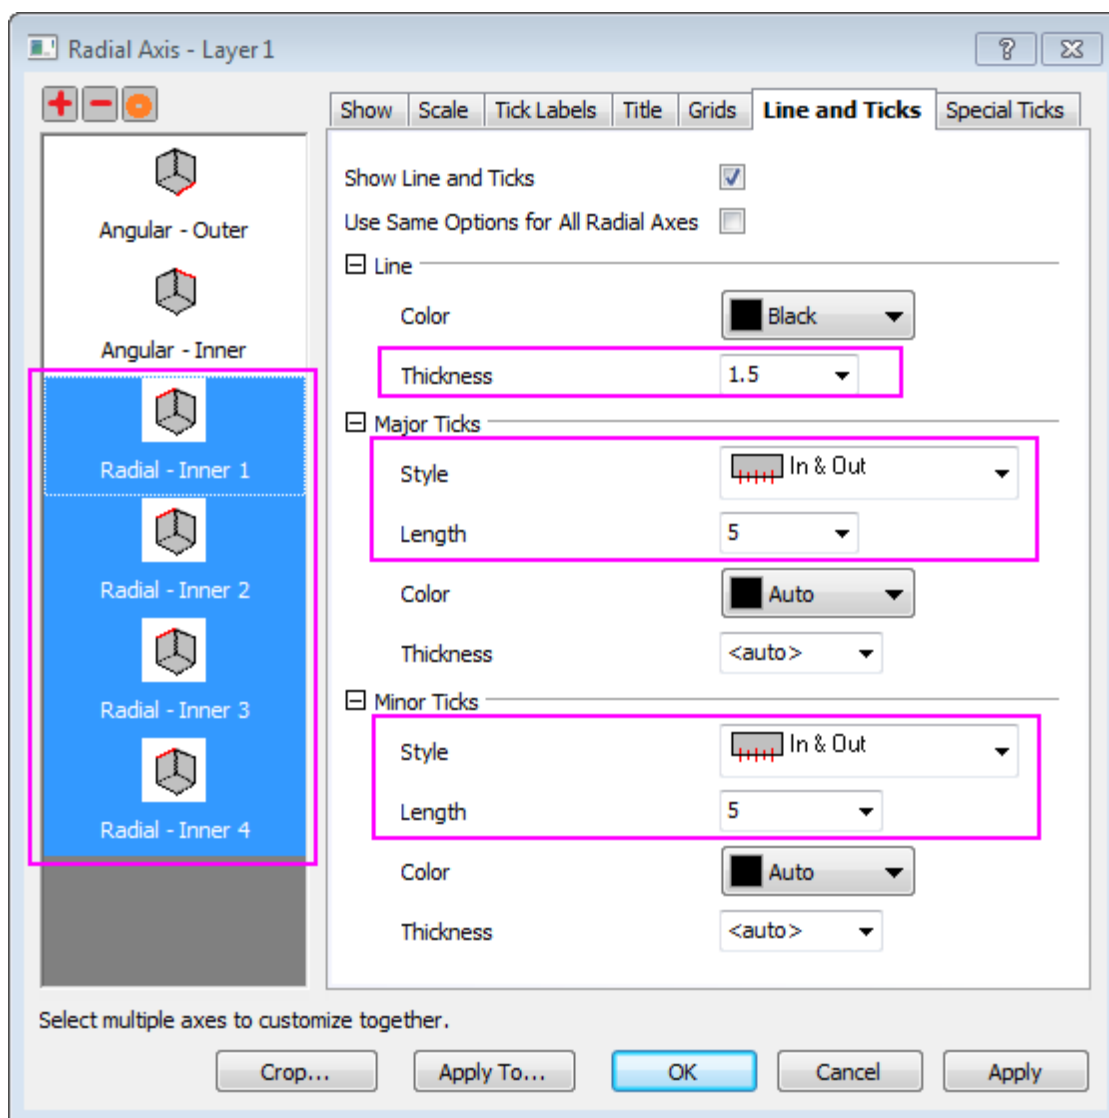 Radial Axis - Layer 1
Show Scale Tick Labels Title Grids Line and Ticks Special Ticks
Angular - Outer
Angular - Inner
Radial - Inner 1
Radial - Inner 2
Radial - Inner 3
Radial - Inner 4
Show Line and Ticks
Use Same Options for All Radial Axes
Line
Color Black
Thickness 1.5
Major Ticks
Style In & Out
Length 5
Color Auto
Thickness <auto>
Minor Ticks
Style In & Out
Length 5
Color Auto
Thickness <auto>
Select multiple axes to customize together.
Crop... Apply To... OK Cancel Apply